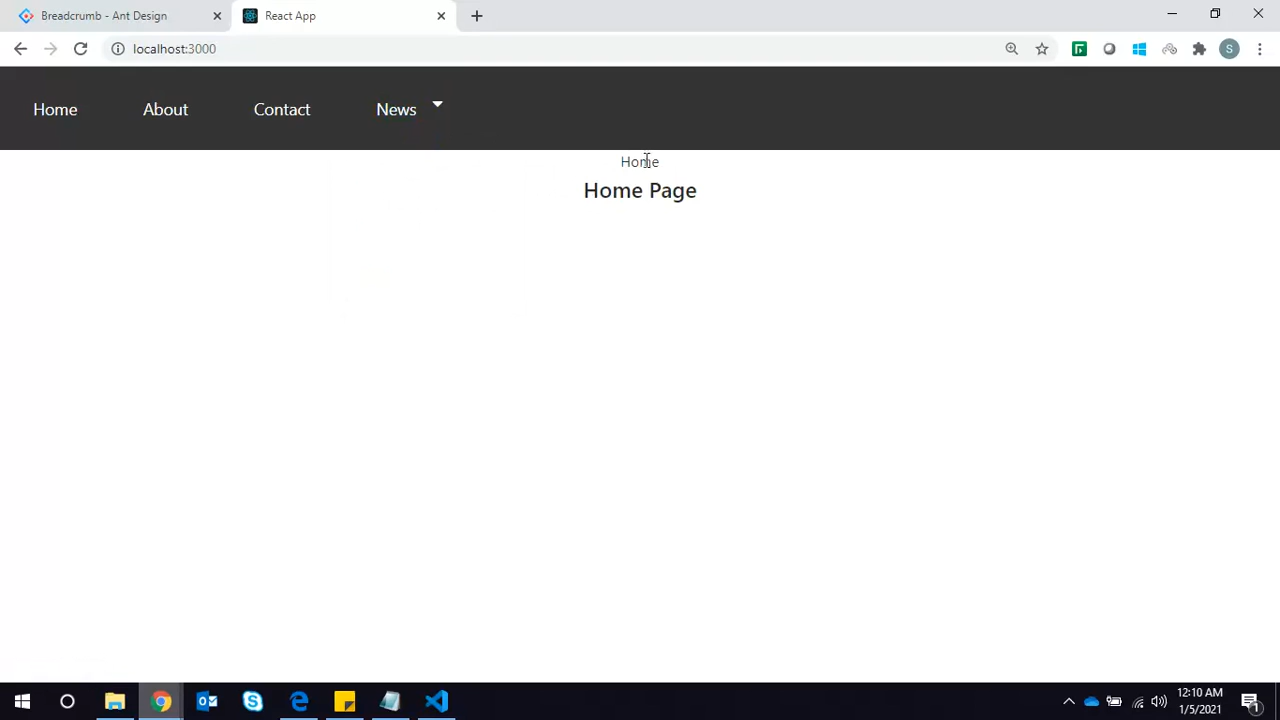 Breadcrumb - Ant Design
React App
localhost:3000
S
Home About Contact News
Home
Home Page
12:10 AM
1/5/2021
1